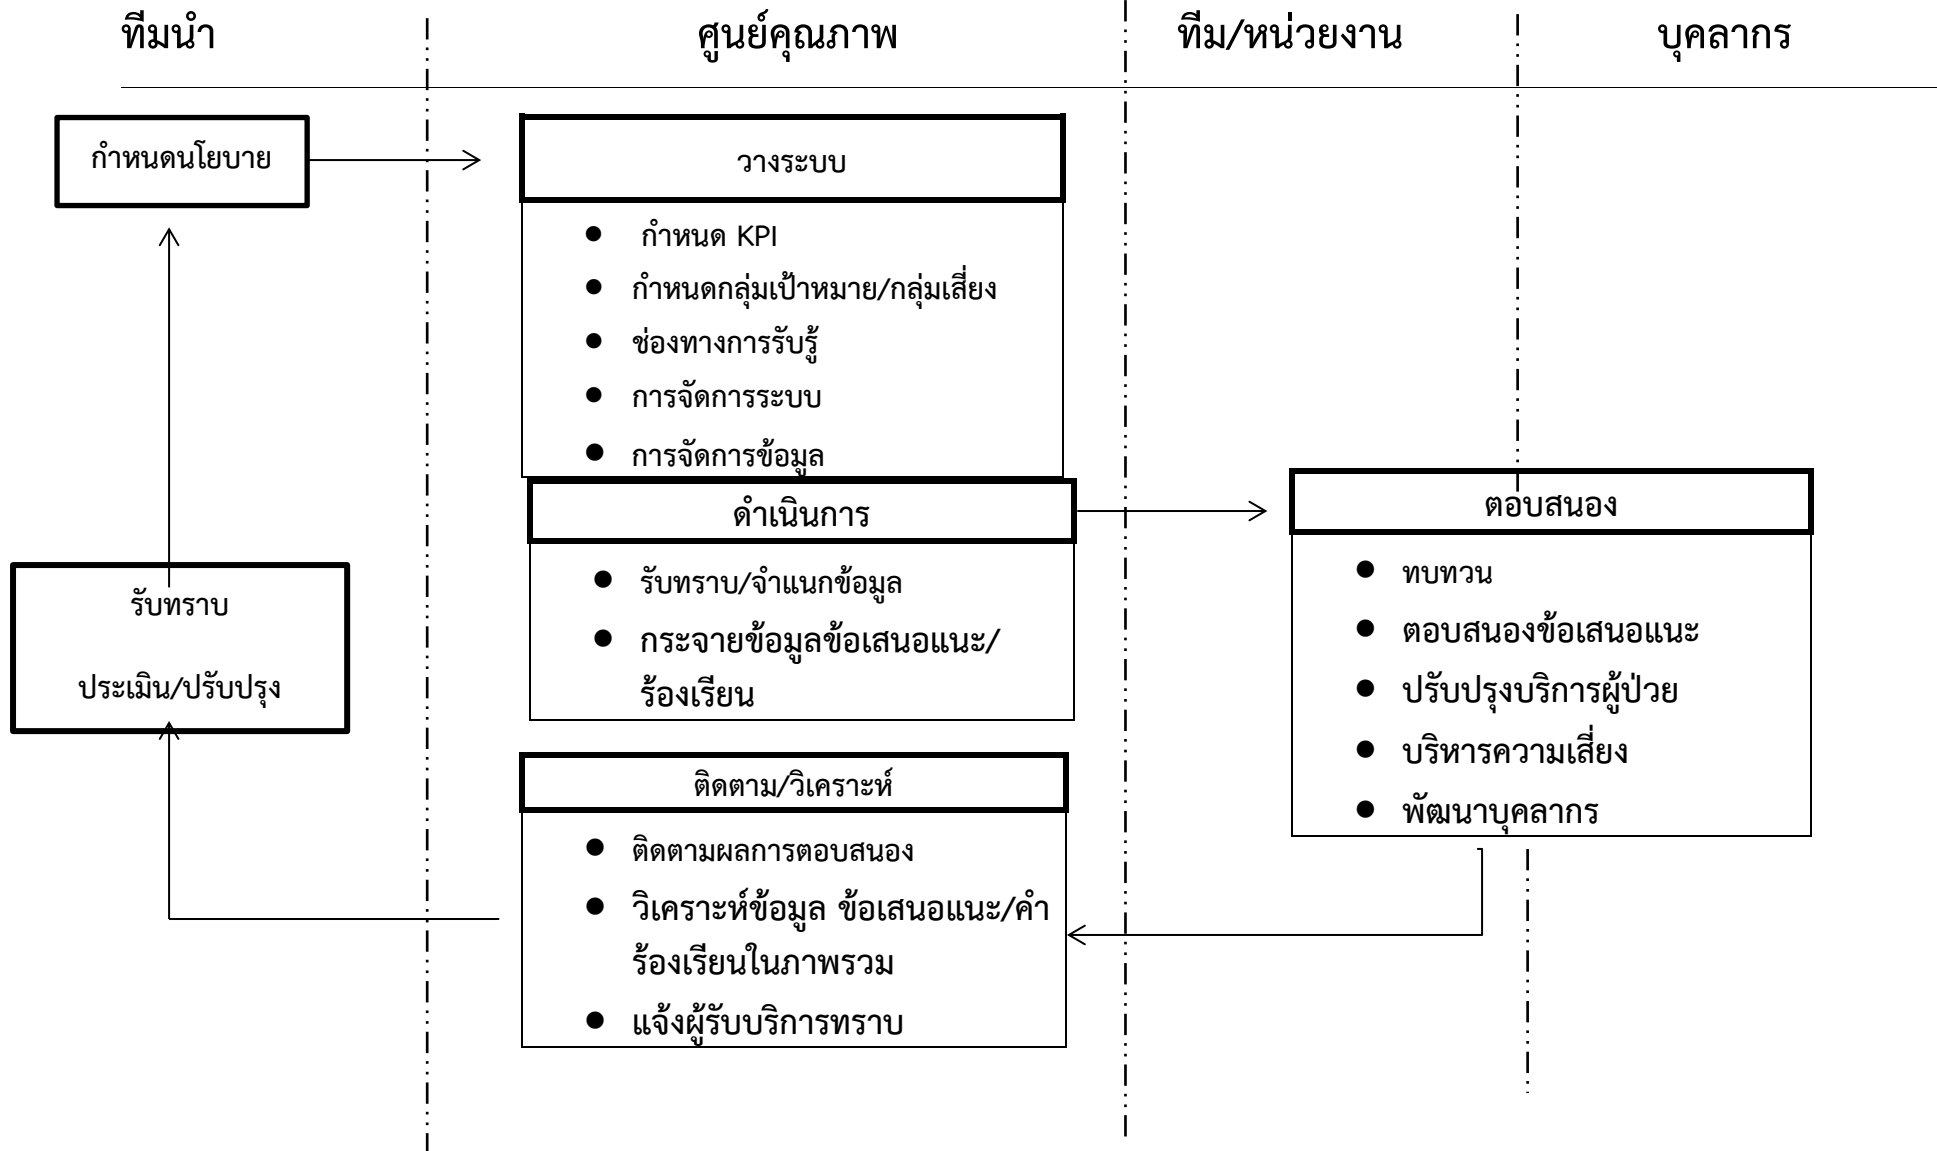 ทีมนำ
ศูนย์คุณภาพ
ทีม/หน่วยงาน
บุคลากร
กำหนดนโยบาย
วางระบบ
● กำหนด KPI
● กำหนดกลุ่มเป้าหมาย/กลุ่มเสี่ยง
● ช่องทางการรับรู้
● การจัดการระบบ
● การจัดการข้อมูล
ดำเนินการ
● รับทราบ/จำแนกข้อมูล
● กระจายข้อมูลข้อเสนอแนะ/
ร้องเรียน
ตอบสนอง
● ทบทวน
● ตอบสนองข้อเสนอแนะ
● ปรับปรุงบริการผู้ป่วย
● บริหารความเสี่ยง
● พัฒนาบุคลากร
ติดตาม/วิเคราะห์
● ติดตามผลการตอบสนอง
● วิเคราะห์ข้อมูล ข้อเสนอแนะ/คำ
ร้องเรียนในภาพรวม
● แจ้งผู้รับบริการทราบ
รับทราบ
ประเมิน/ปรับปรุง